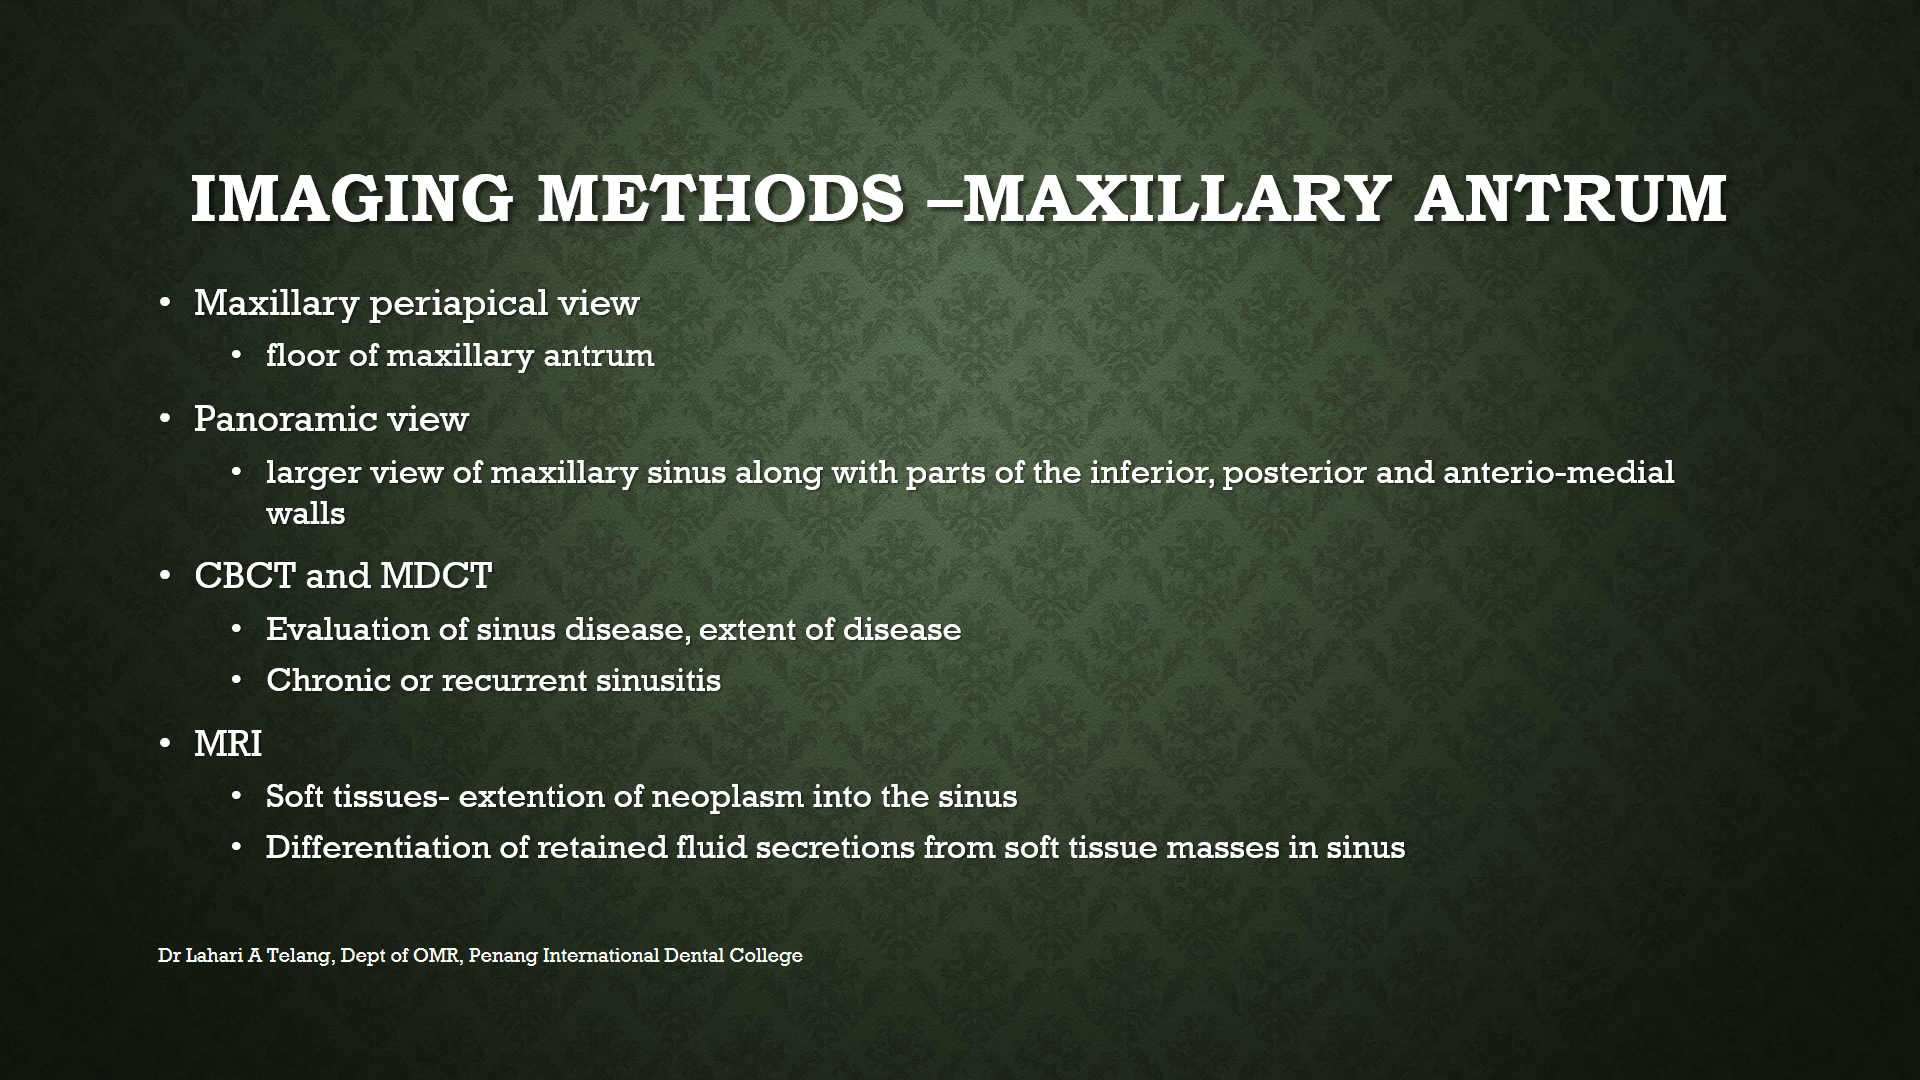 IMAGING METHODS –MAXILLARY ANTRUM
• Maxillary periapical view
• floor of maxillary antrum
• Panoramic view
• larger view of maxillary sinus along with parts of the inferior, posterior and anterio-medial
walls
• CBCT and MDCT
• Evaluation of sinus disease, extent of disease
• Chronic or recurrent sinusitis
• MRI
• Soft tissues- extention of neoplasm into the sinus
• Differentiation of retained fluid secretions from soft tissue masses in sinus
Dr Lahari A Telang, Dept of OMR, Penang International Dental College